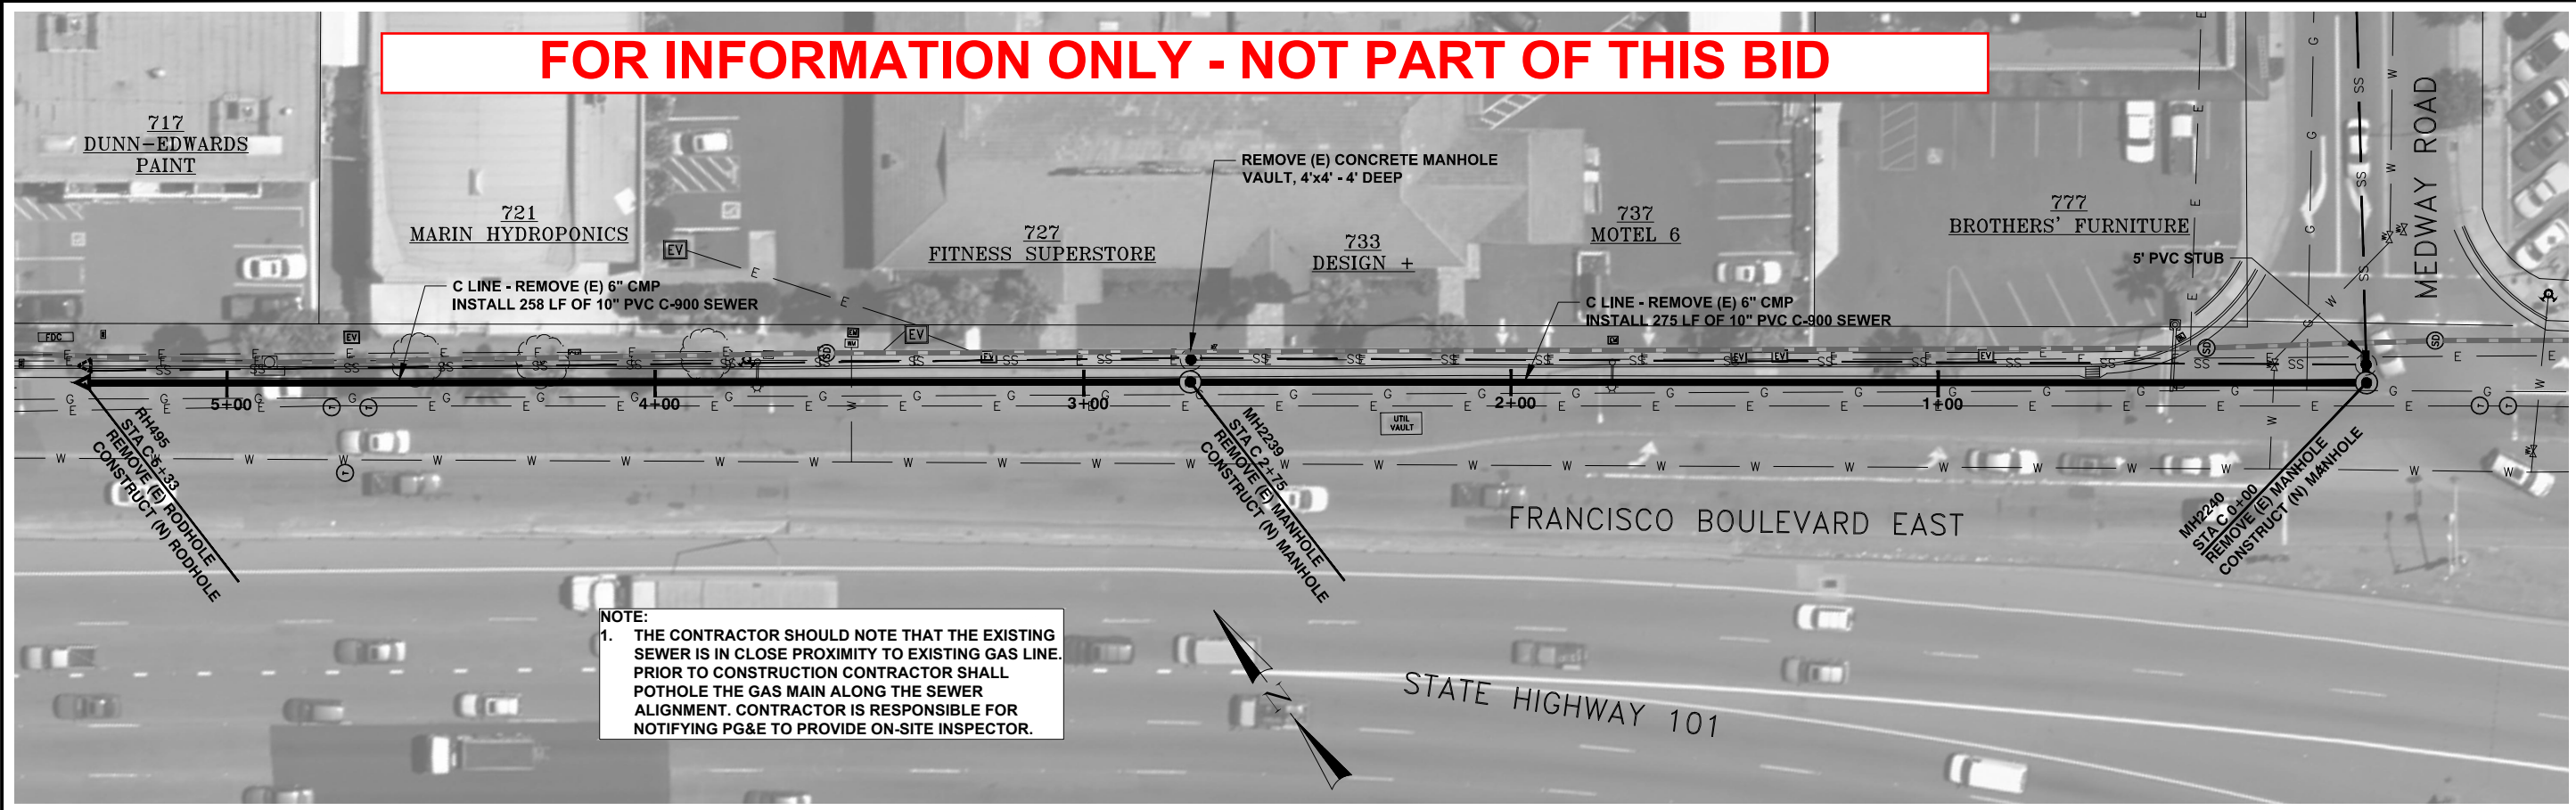 FOR INFORMATION ONLY - NOT PART OF THIS BID
717
DUNN-EDWARDS
PAINT
721
MARIN HYDROPONICS
727
FITNESS SUPERSTORE
733
DESIGN +
737
MOTEL 6
777
BROTHERS' FURNITURE
MEDWAY ROAD
REMOVE (E) CONCRETE MANHOLE
VAULT, 4'x4' - 4' DEEP
5' PVC STUB
C LINE - REMOVE (E) 6" CMP
INSTALL 258 LF OF 10" PVC C-900 SEWER
C LINE - REMOVE (E) 6" CMP
INSTALL 275 LF OF 10" PVC C-900 SEWER
EV
EV
EV
FDC
5+00
4+00
3+00
2+00
1+00
UTIL
VAULT
RH495
STA C 5+33
REMOVE (E) RODHOLE
CONSTRUCT (N) RODHOLE
MH2239
STA C 2+75
REMOVE (E) MANHOLE
CONSTRUCT (N) MANHOLE
MH2240
STA C 0+00
REMOVE (E) MANHOLE
CONSTRUCT (N) MANHOLE
FRANCISCO BOULEVARD EAST
STATE HIGHWAY 101
N
NOTE:
1. THE CONTRACTOR SHOULD NOTE THAT THE EXISTING
SEWER IS IN CLOSE PROXIMITY TO EXISTING GAS LINE.
PRIOR TO CONSTRUCTION CONTRACTOR SHALL
POTHOLE THE GAS MAIN ALONG THE SEWER
ALIGNMENT. CONTRACTOR IS RESPONSIBLE FOR
NOTIFYING PG&E TO PROVIDE ON-SITE INSPECTOR.